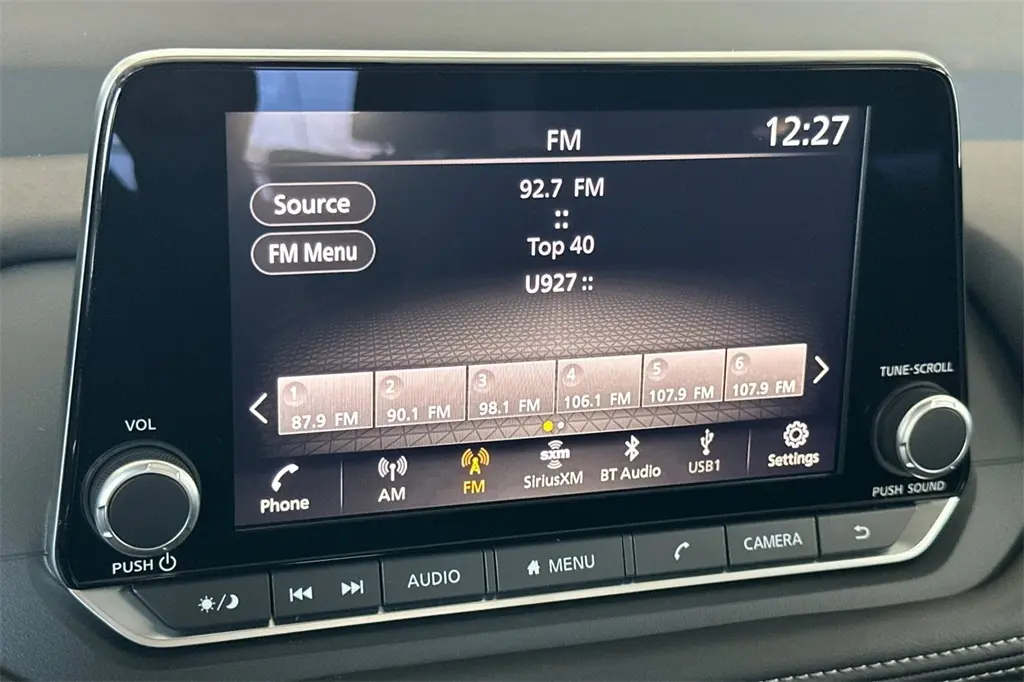 FM
12:27
Source
92.7 FM
::
FM Menu
Top 40
U927 ::
1
2
3
4
5
6
87.9 FM
90.1 FM
98.1 FM
106.1 FM
107.9 FM
107.9 FM
Phone
AM
FM
sxm
SiriusXM
BT Audio
USB1
Settings
VOL
PUSH
TUNE·SCROLL
PUSH SOUND
AUDIO
MENU
CAMERA